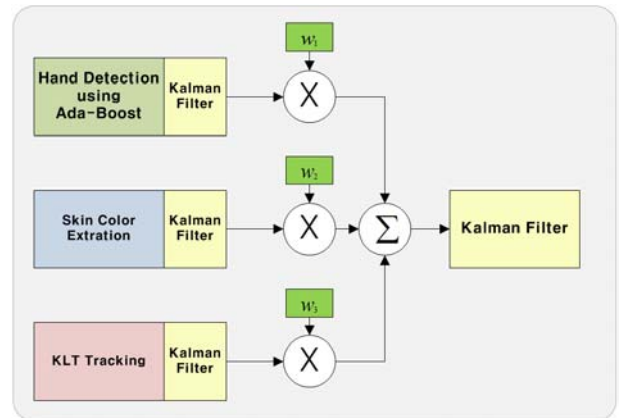 w₁
Hand Detection
using
Ada-Boost
Kalman
Filter
X
w₂
Skin Color
Extration
Kalman
Filter
X
Σ
Kalman Filter
w₃
KLT Tracking
Kalman
Filter
X